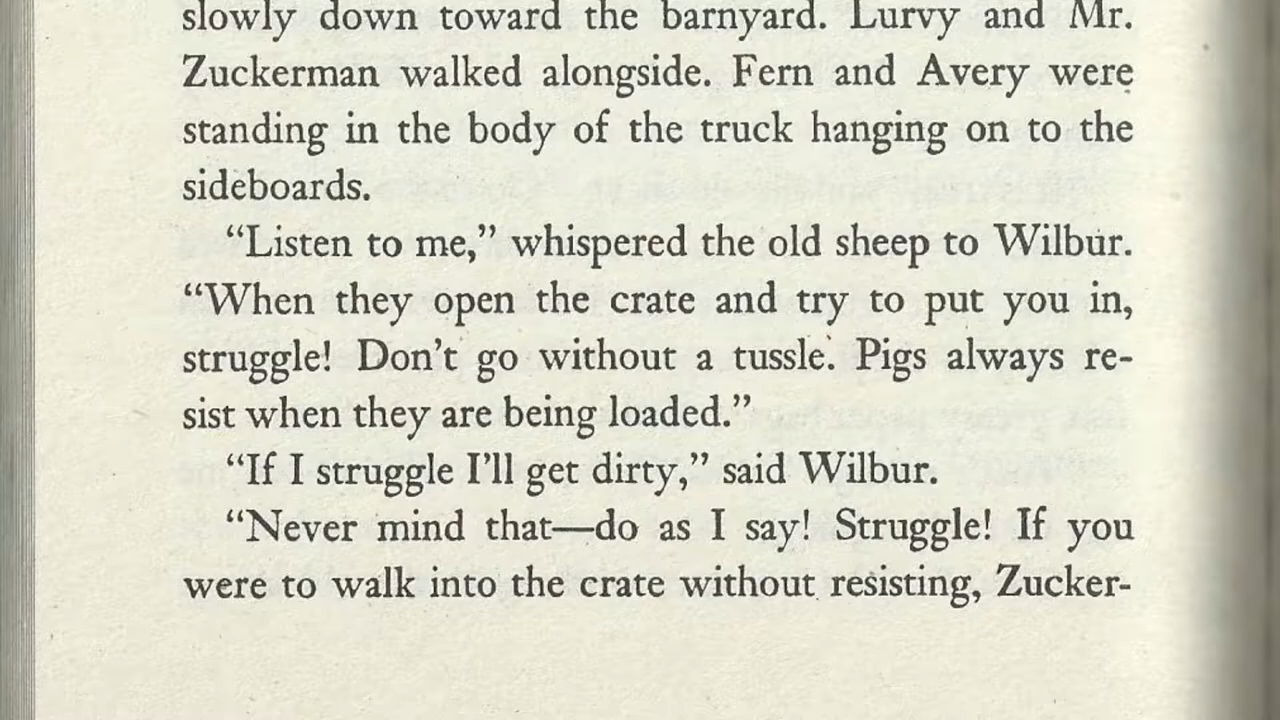 slowly down toward the barnyard. Lurvy and Mr.
Zuckerman walked alongside. Fern and Avery were
standing in the body of the truck hanging on to the
sideboards.
“Listen to me,” whispered the old sheep to Wilbur.
“When they open the crate and try to put you in,
struggle! Don’t go without a tussle. Pigs always re-
sist when they are being loaded.”
“If I struggle I’ll get dirty,” said Wilbur.
“Never mind that—do as I say! Struggle! If you
were to walk into the crate without resisting, Zucker-